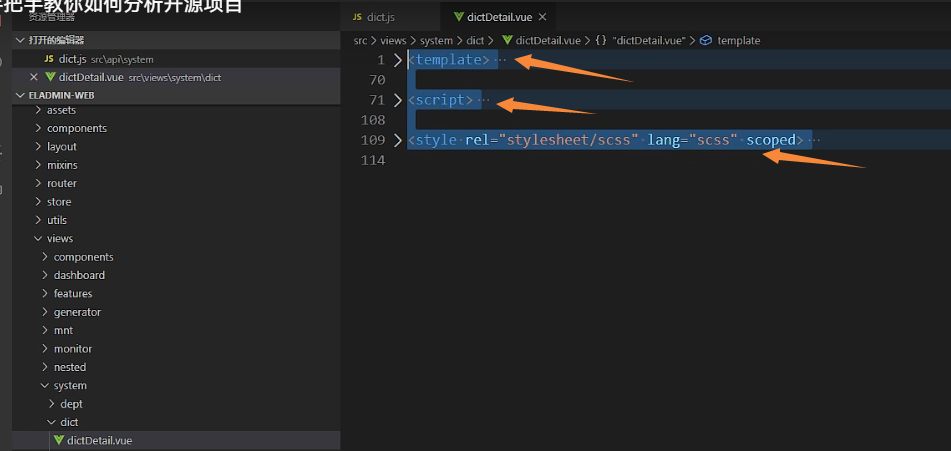 手把手教你如何分析开源项目
资源管理器
打开的编辑器
JS dict.js src\api\system
dictDetail.vue src\views\system\dict
ELADMIN-WEB
assets
components
layout
mixins
router
store
utils
views
components
dashboard
features
generator
mnt
monitor
nested
system
dept
dict
dictDetail.vue
JS dict.js
dictDetail.vue
src > views > system > dict > dictDetail.vue > {} "dictDetail.vue" > template
1 <template> ...
70
71 <script> ...
108
109 <style rel="stylesheet/scss" lang="scss" scoped> ...
114